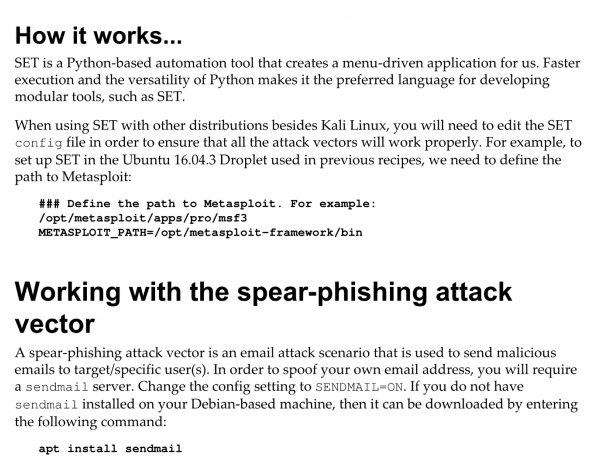 How it works...
SET is a Python-based automation tool that creates a menu-driven application for us. Faster
execution and the versatility of Python makes it the preferred language for developing
modular tools, such as SET.
When using SET with other distributions besides Kali Linux, you will need to edit the SET
config file in order to ensure that all the attack vectors will work properly. For example, to
set up SET in the Ubuntu 16.04.3 Droplet used in previous recipes, we need to define the
path to Metasploit:
### Define the path to Metasploit. For example:
/opt/metasploit/apps/pro/msf3
METASPLOIT_PATH=/opt/metasploit-framework/bin
Working with the spear-phishing attack
vector
A spear-phishing attack vector is an email attack scenario that is used to send malicious
emails to target/specific user(s). In order to spoof your own email address, you will require
a sendmail server. Change the config setting to SENDMAIL=ON. If you do not have
sendmail installed on your Debian-based machine, then it can be downloaded by entering
the following command:
apt install sendmail